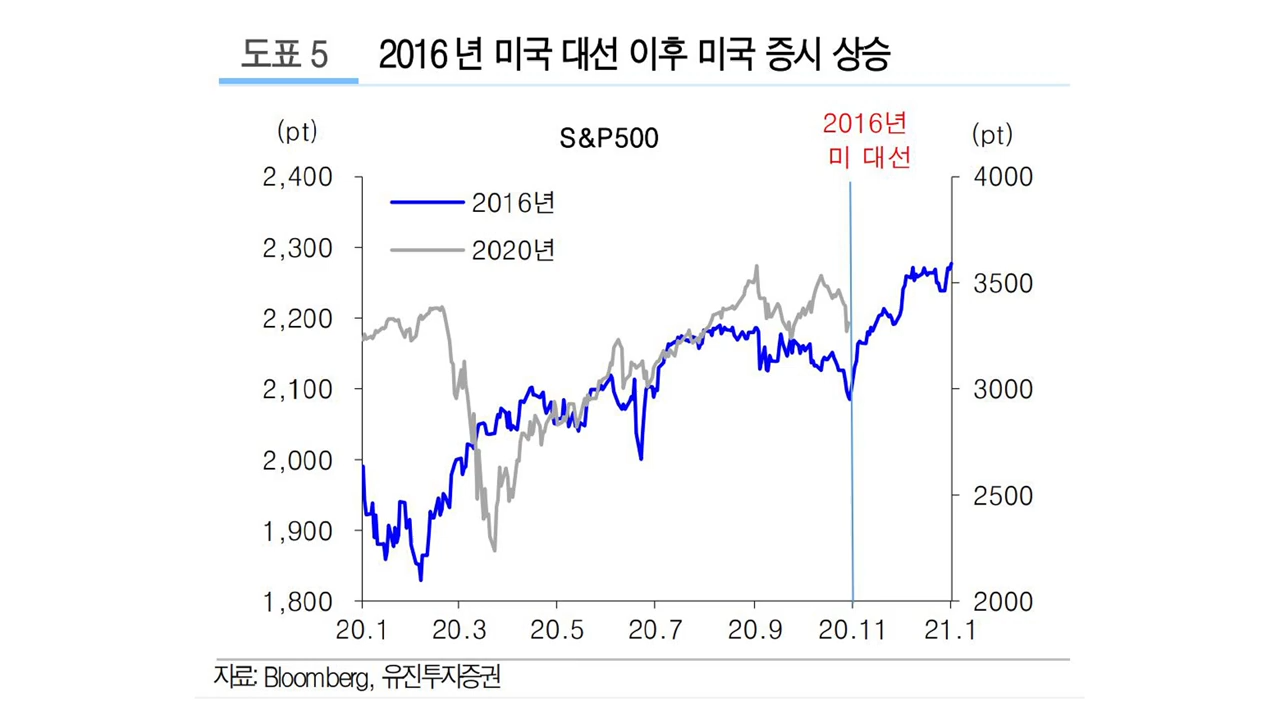 도표 5 2016년 미국 대선 이후 미국 증시 상승
(pt) S&P500 2016년 미 대선 (pt)
2,400 4000
2016년
2020년
2,300
3500
2,200
2,100 3000
2,000
2500
1,900
1,800 2000
20.1 20.3 20.5 20.7 20.9 20.11 21.1
자료: Bloomberg, 유진투자증권